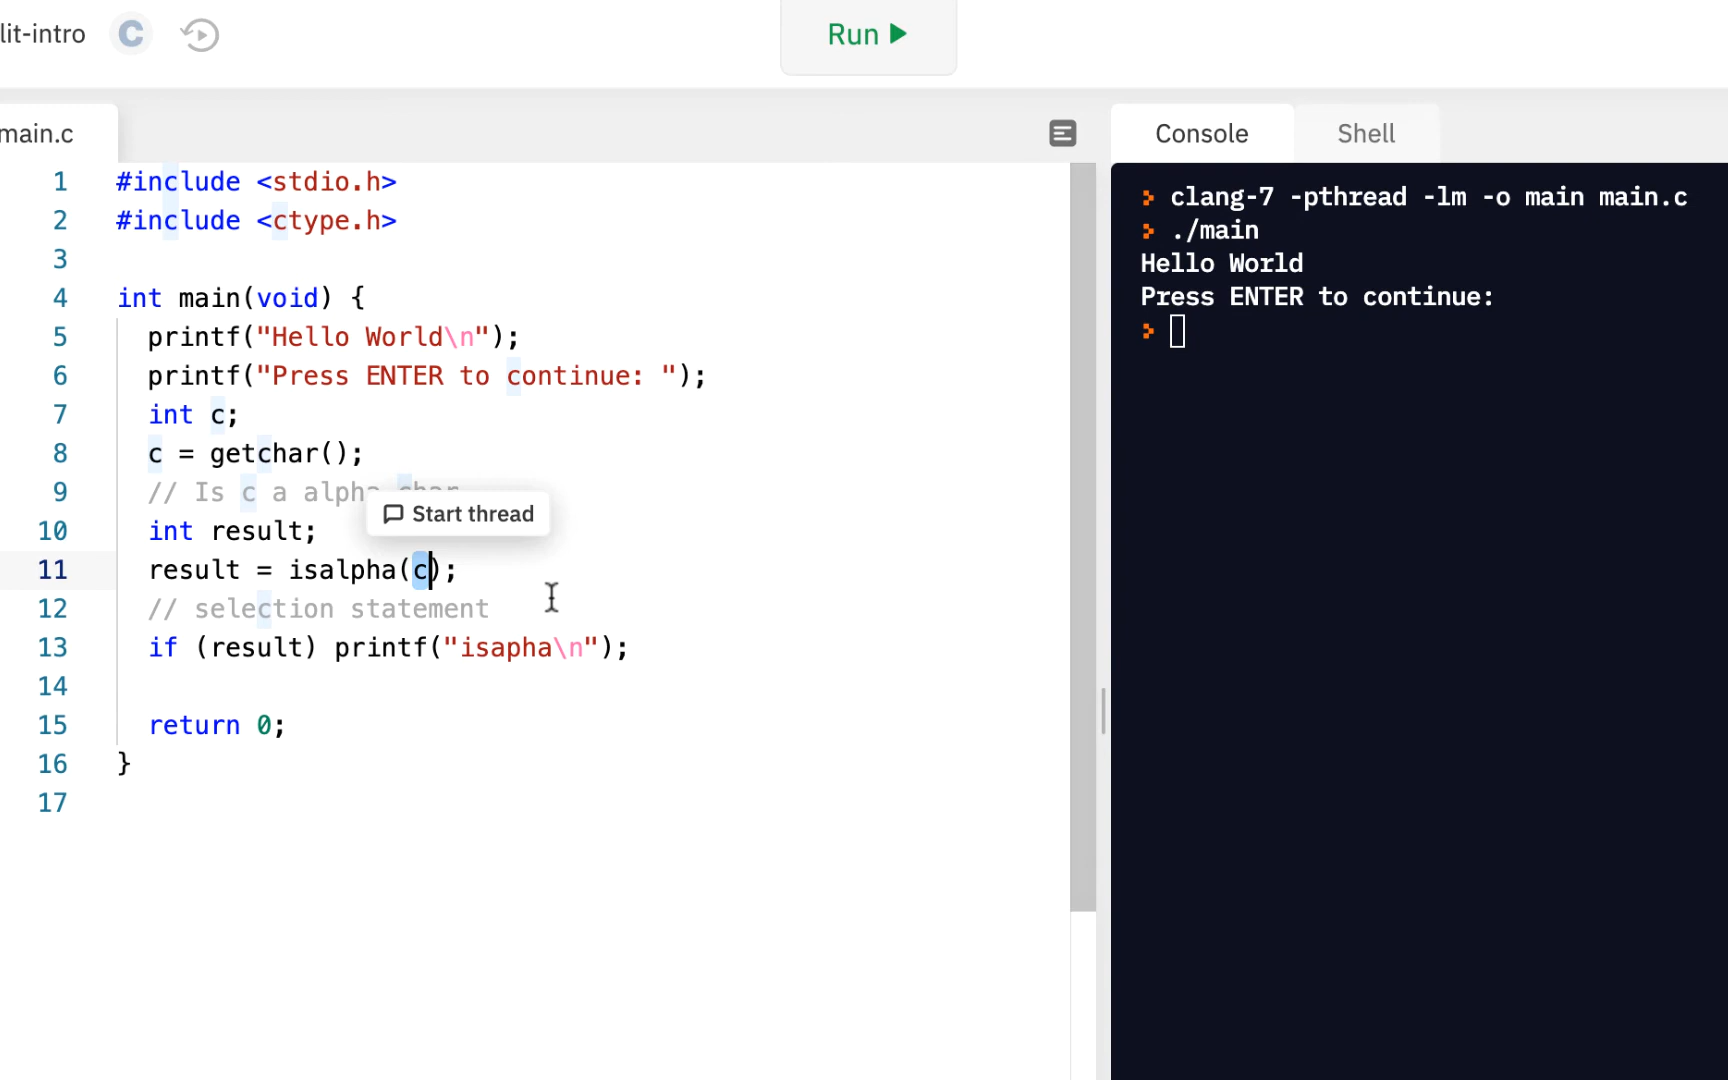 lit-intro C
Run
main.c
Console Shell
1 #include <stdio.h>
2 #include <ctype.h>
3
4 int main(void) {
5 printf("Hello World\n");
6 printf("Press ENTER to continue: ");
7 int c;
8 c = getchar();
9 // Is c a alpha char
10 int result;
Start thread
11 result = isalpha(c);
12 // selection statement
13 if (result) printf("isapha\n");
14
15 return 0;
16 }
17
clang-7 -pthread -lm -o main main.c
./main
Hello World
Press ENTER to continue: